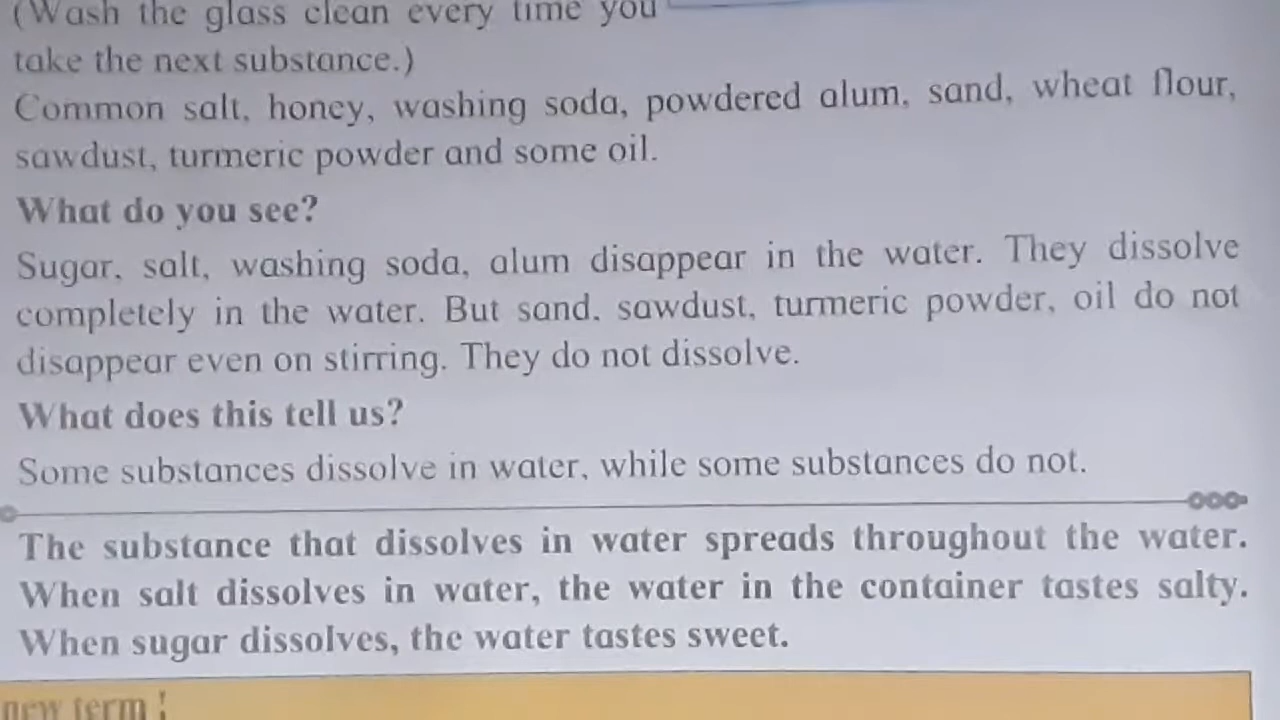 (Wash the glass clean every time you
take the next substance.)
Common salt, honey, washing soda, powdered alum, sand, wheat flour,
sawdust, turmeric powder and some oil.
What do you see?
Sugar, salt, washing soda, alum disappear in the water. They dissolve
completely in the water. But sand, sawdust, turmeric powder, oil do not
disappear even on stirring. They do not dissolve.
What does this tell us?
Some substances dissolve in water, while some substances do not.
The substance that dissolves in water spreads throughout the water.
When salt dissolves in water, the water in the container tastes salty.
When sugar dissolves, the water tastes sweet.
new term !